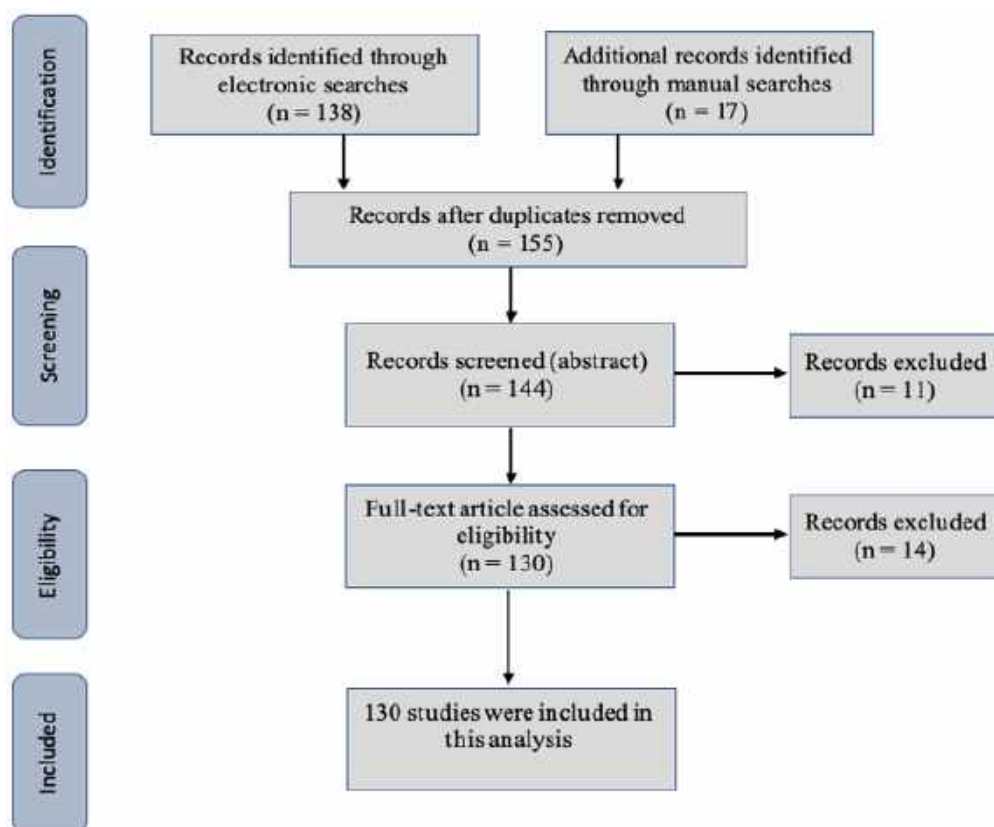 Identification
Records identified through
electronic searches
(n = 138)
Additional records identified
through manual searches
(n = 17)
Records after duplicates removed
(n = 155)
Screening
Records screened (abstract)
(n = 144)
Records excluded
(n = 11)
Eligibility
Full-text article assessed for
eligibility
(n = 130)
Records excluded
(n = 14)
Included
130 studies were included in
this analysis